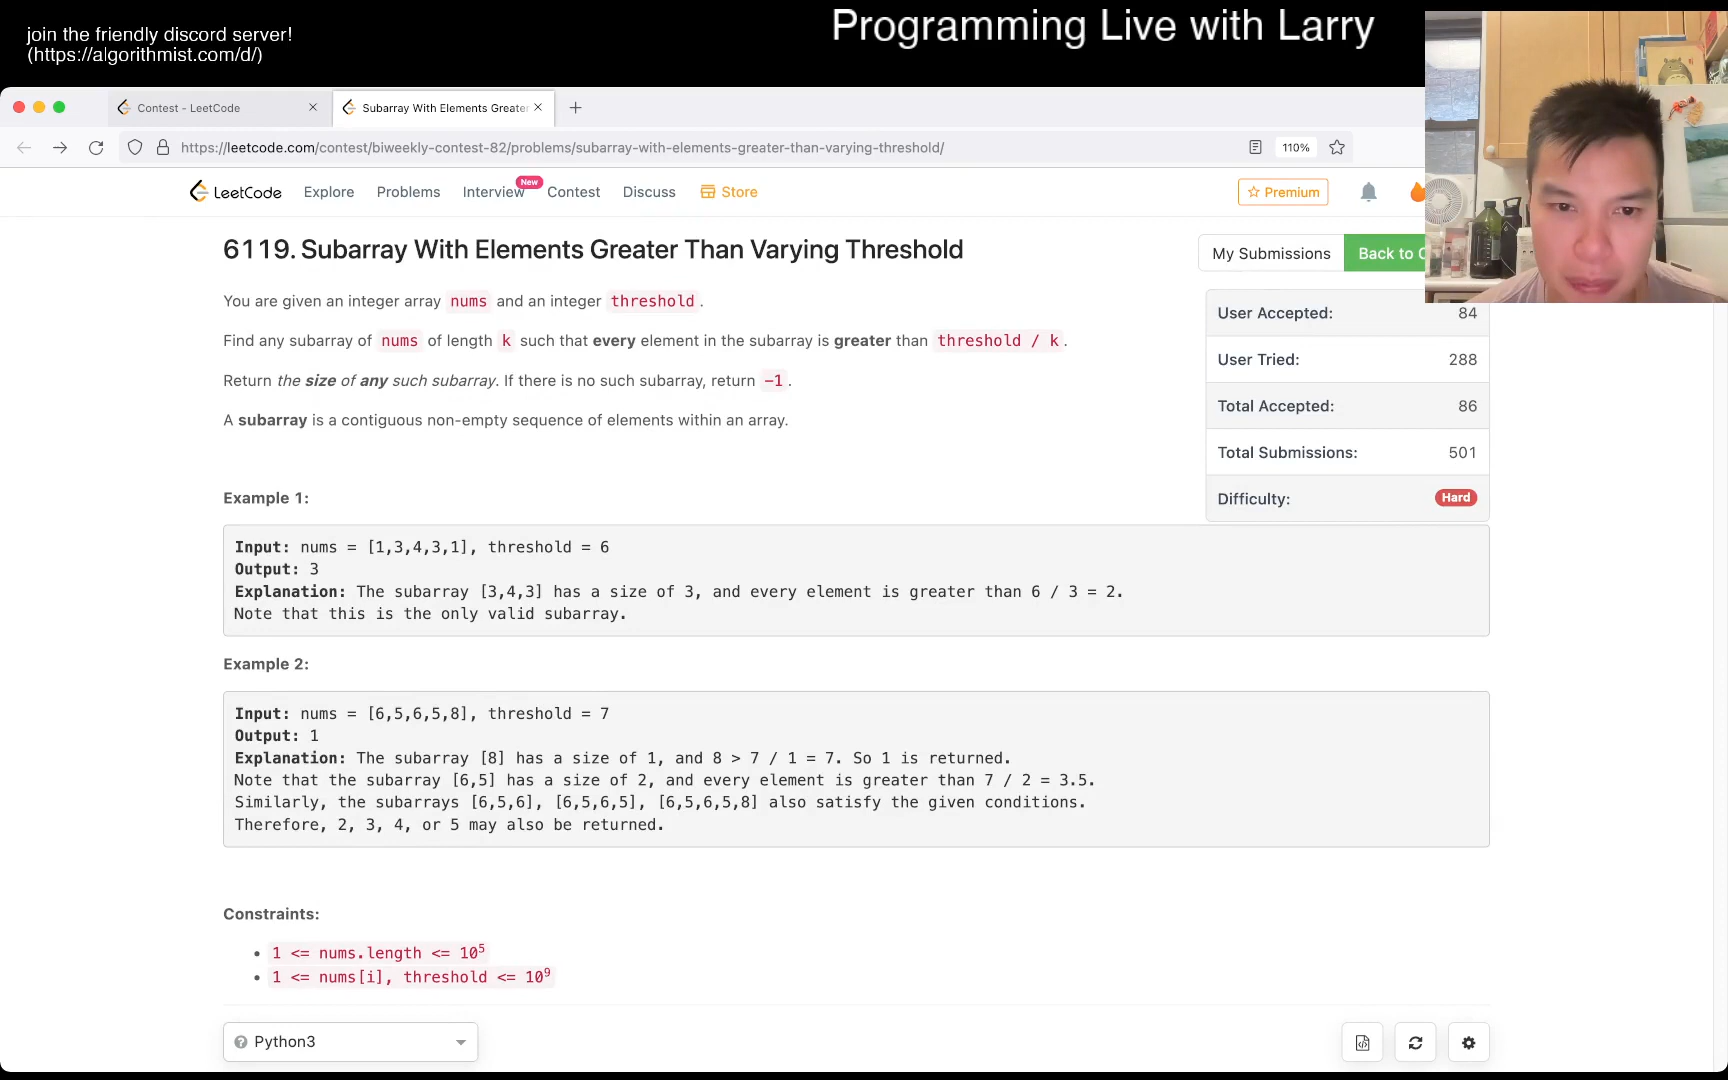 join the friendly discord server!
(https://algorithmist.com/d/)
Programming Live with Larry
Contest - LeetCode
Subarray With Elements Greater
https://leetcode.com/contest/biweekly-contest-82/problems/subarray-with-elements-greater-than-varying-threshold/
110%
LeetCode
Explore
Problems
Interview
New
Contest
Discuss
Store
Premium
6119. Subarray With Elements Greater Than Varying Threshold
My Submissions
Back to C
You are given an integer array nums and an integer threshold.
Find any subarray of nums of length k such that every element in the subarray is greater than threshold / k.
Return the size of any such subarray. If there is no such subarray, return -1.
A subarray is a contiguous non-empty sequence of elements within an array.
User Accepted: 84
User Tried: 288
Total Accepted: 86
Total Submissions: 501
Difficulty: Hard
Example 1:
Input: nums = [1,3,4,3,1], threshold = 6
Output: 3
Explanation: The subarray [3,4,3] has a size of 3, and every element is greater than 6 / 3 = 2.
Note that this is the only valid subarray.
Example 2:
Input: nums = [6,5,6,5,8], threshold = 7
Output: 1
Explanation: The subarray [8] has a size of 1, and 8 > 7 / 1 = 7. So 1 is returned.
Note that the subarray [6,5] has a size of 2, and every element is greater than 7 / 2 = 3.5.
Similarly, the subarrays [6,5,6], [6,5,6,5], [6,5,6,5,8] also satisfy the given conditions.
Therefore, 2, 3, 4, or 5 may also be returned.
Constraints:
• 1 <= nums.length <= 10⁵
• 1 <= nums[i], threshold <= 10⁹
Python3